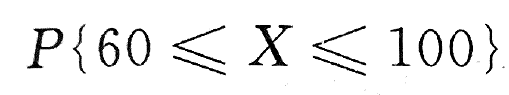 P{60 ⩽ X ⩽ 100}